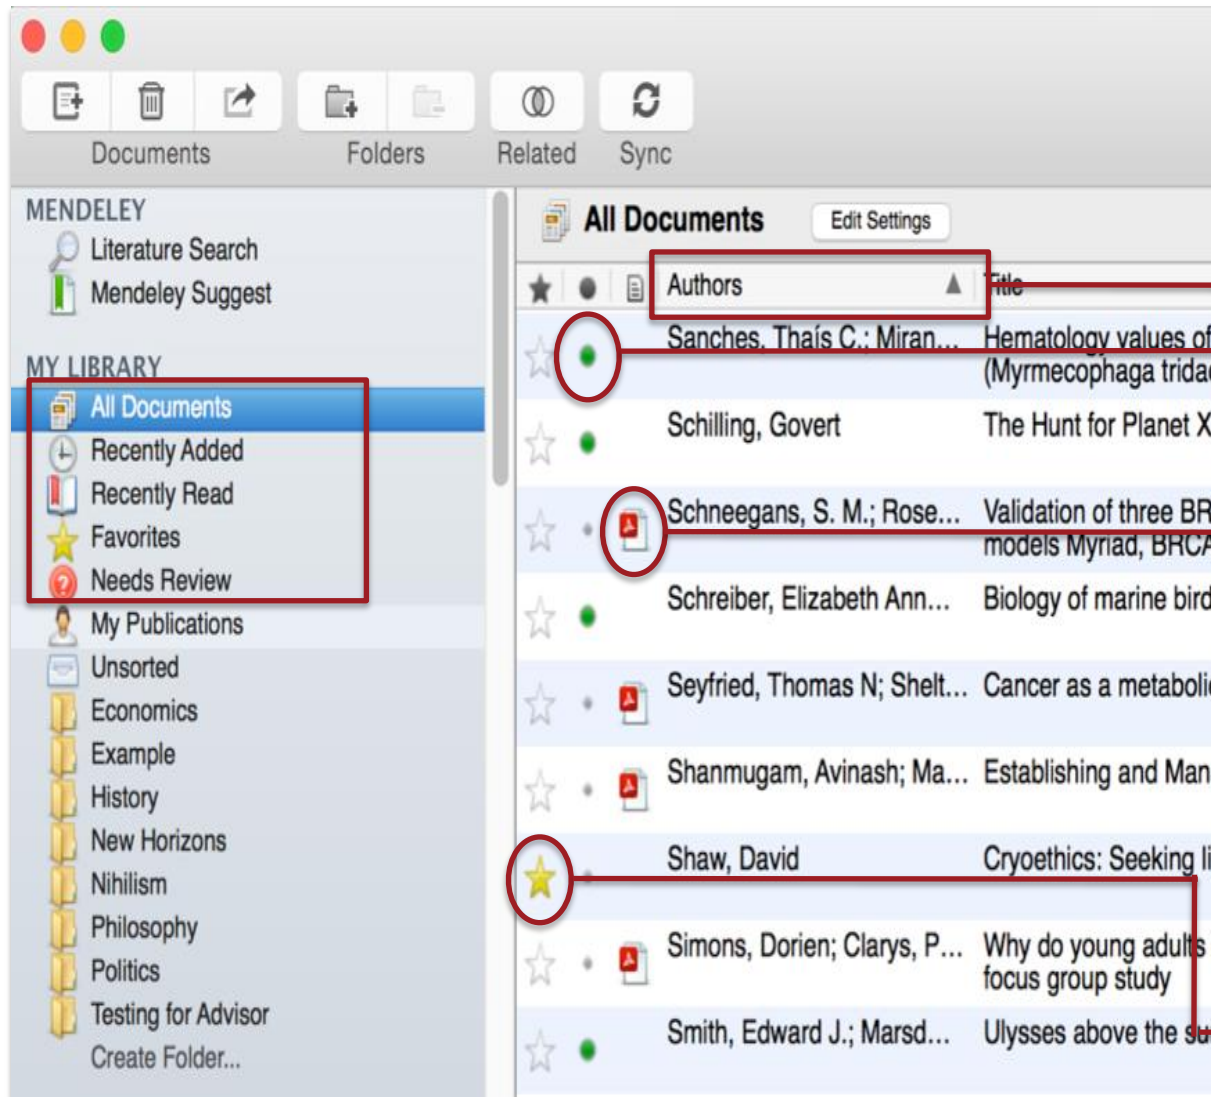 Documents
Folders
Related
Sync
MENDELEY
Literature Search
Mendeley Suggest
MY LIBRARY
All Documents
Recently Added
Recently Read
Favorites
Needs Review
My Publications
Unsorted
Economics
Example
History
New Horizons
Nihilism
Philosophy
Politics
Testing for Advisor
Create Folder...
All Documents
Edit Settings
Authors
Title
Sanches, Thaís C.; Miran...
Hematology values of
(Myrmecophaga tridac
Schilling, Govert
The Hunt for Planet X
Schneegans, S. M.; Rose...
Validation of three BR
models Myriad, BRCA
Schreiber, Elizabeth Ann...
Biology of marine bird
Seyfried, Thomas N; Shelt...
Cancer as a metabolic
Shanmugam, Avinash; Ma...
Establishing and Man
Shaw, David
Cryoethics: Seeking li
Simons, Dorien; Clarys, P...
Why do young adults
focus group study
Smith, Edward J.; Marsd...
Ulysses above the su